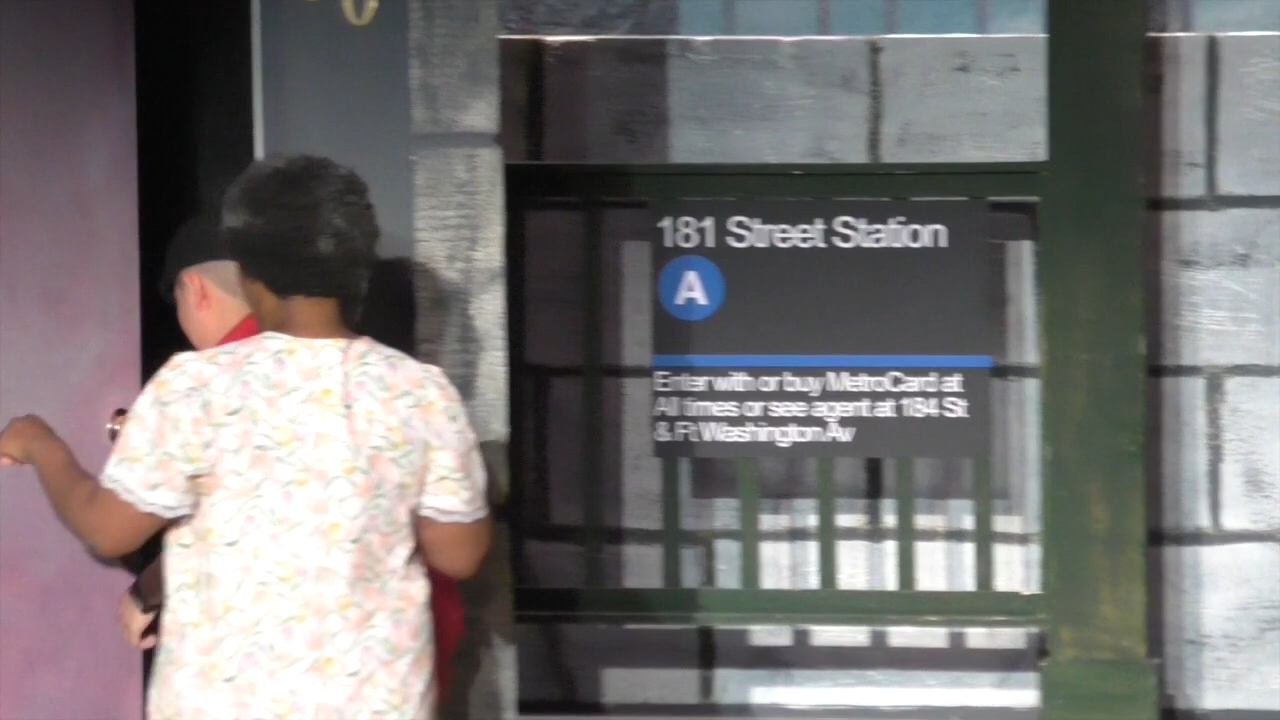 181 Street Station
A
Enter with or buy MetroCard at
All times or see agent at 184 St
& Ft Washington Av